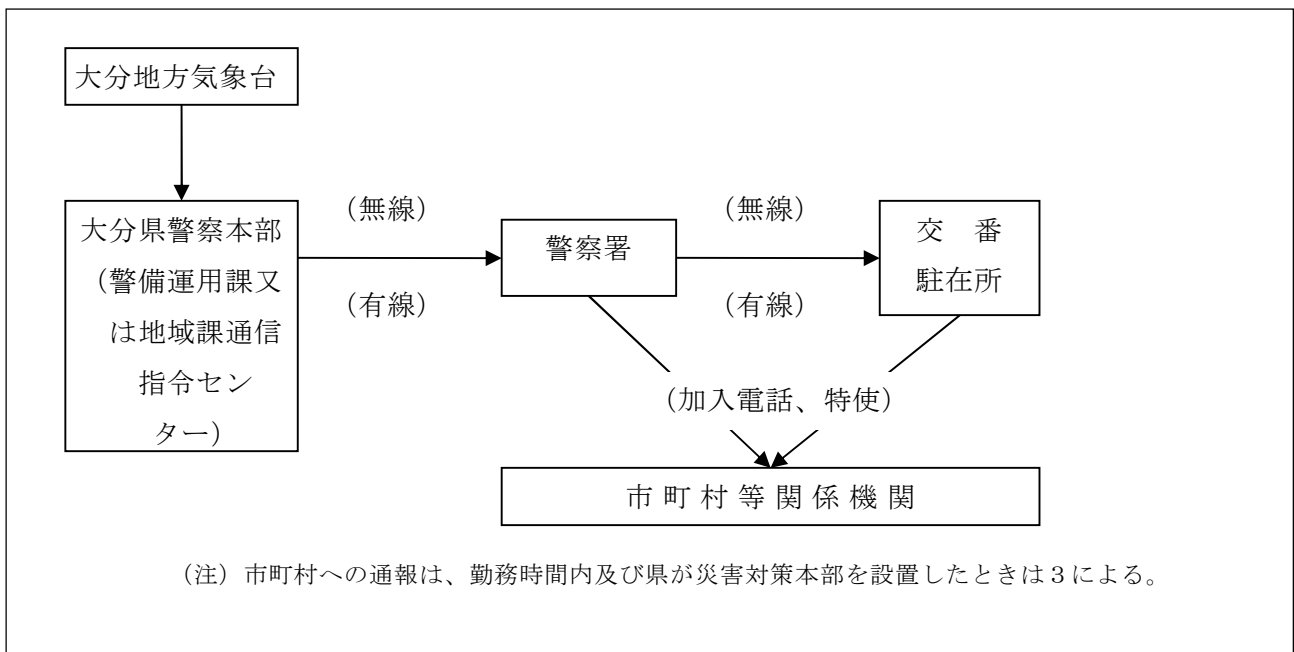 大分地方気象台
大分県警察本部
（警備運用課又
は地域課通信
指令セン
ター）
（無線）
（有線）
警察署
（無線）
（有線）
交　番
駐在所
（加入電話、特使）
市 町 村 等 関 係 機 関
（注）市町村への通報は、勤務時間内及び県が災害対策本部を設置したときは３による。